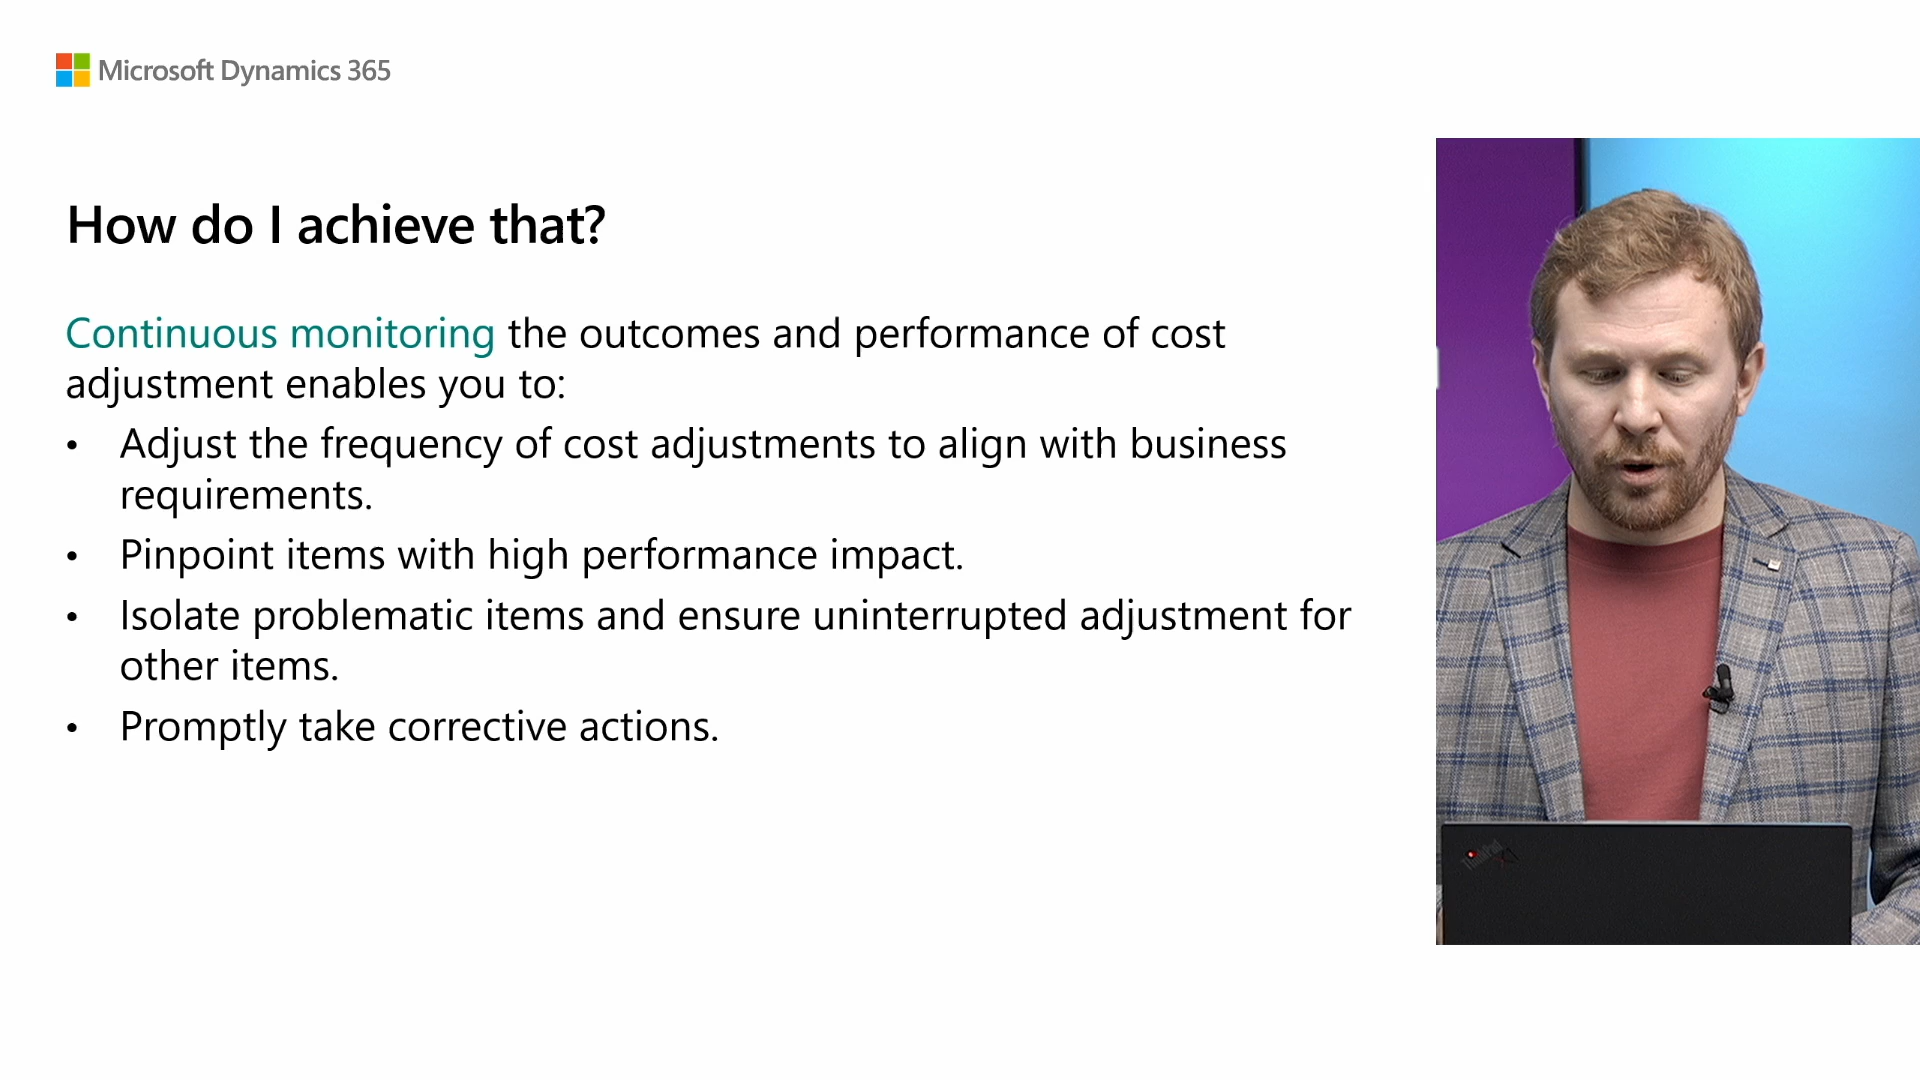 Microsoft Dynamics 365
How do I achieve that?
Continuous monitoring the outcomes and performance of cost
adjustment enables you to:
• Adjust the frequency of cost adjustments to align with business
requirements.
• Pinpoint items with high performance impact.
• Isolate problematic items and ensure uninterrupted adjustment for
other items.
• Promptly take corrective actions.